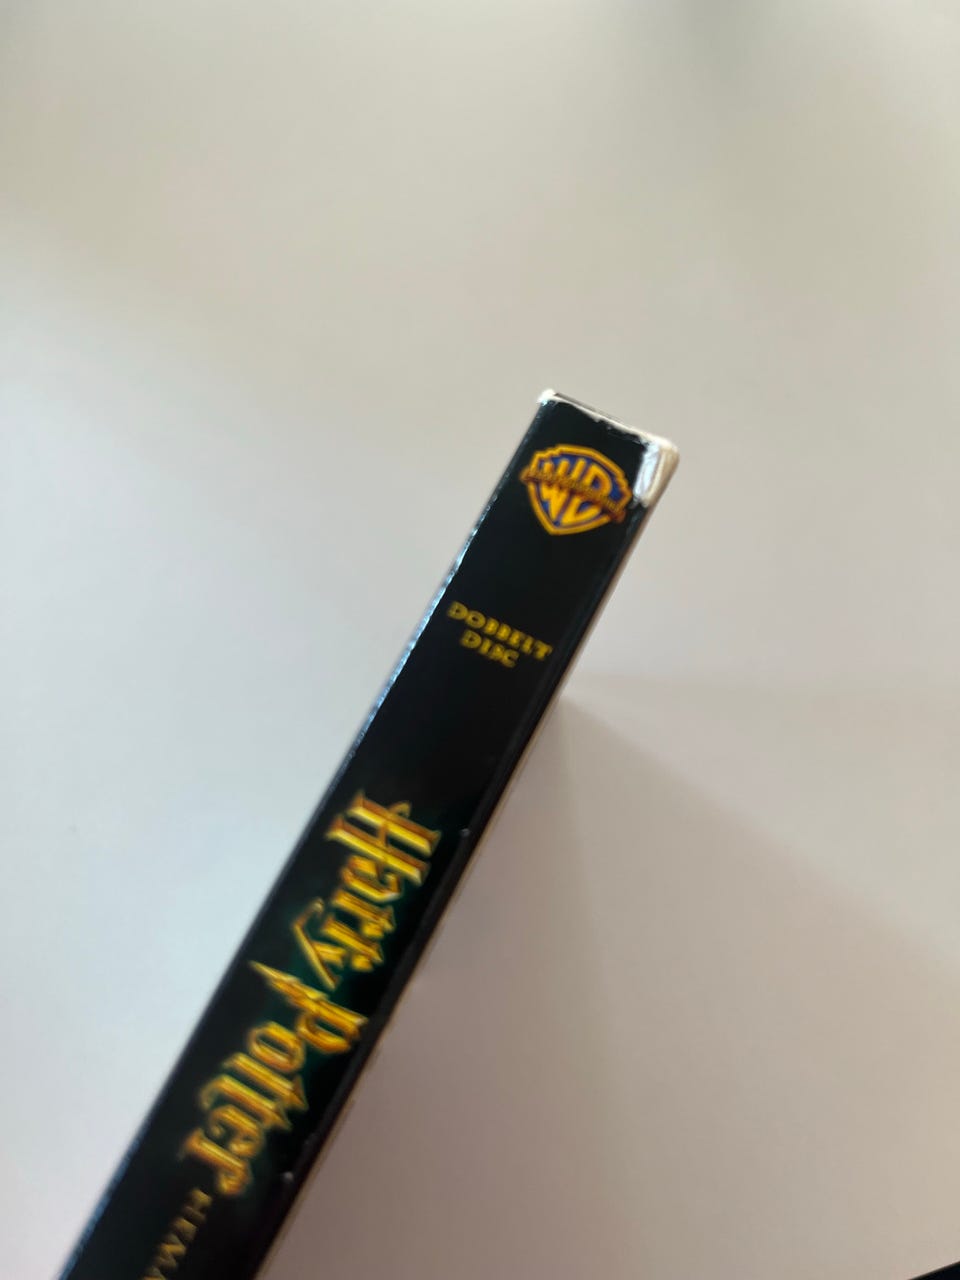 WB
DOBBELT
DISC
Harry Potter